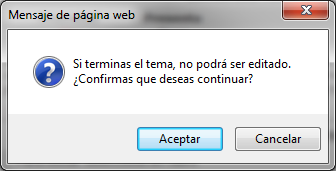 Mensaje de página web
Si terminas el tema, no podrá ser editado.
¿Confirmas que deseas continuar?
Aceptar
Cancelar